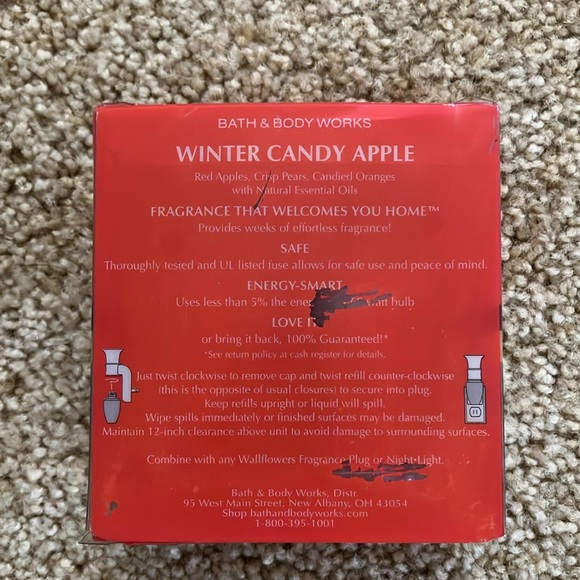 BATH & BODY WORKS
WINTER CANDY APPLE
Red Apples, Crisp Pears, Candied Oranges
with Natural Essential Oils
FRAGRANCE THAT WELCOMES YOU HOME™
Provides weeks of effortless fragrance!
SAFE
Thoroughly tested and UL listed fuse allows for safe use and peace of mind.
ENERGY-SMART
Uses less than 5% the watt bulb
LOVE IT
or bring it back, 100% Guaranteed!*
*See return policy at cash register for details.
Just twist clockwise to remove cap and twist refill counter-clockwise
(this is the opposite of usual closures) to secure into plug.
Keep refills upright or liquid will spill.
Wipe spills immediately or finished surfaces may be damaged.
Maintain 12-inch clearance above unit to avoid damage to surrounding surfaces.
Combine with any Wallflowers Fragrance Plug or Night-Light.
Bath & Body Works, Distr.
95 West Main Street, New Albany, OH 43054
Shop bathandbodyworks.com
1-800-395-1001